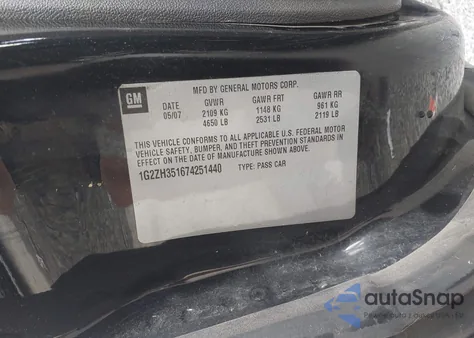 MFD BY GENERAL MOTORS CORP.
GM
DATE GVWR GAWR FRT GAWR RR
05/07 2109 KG 1148 KG 961 KG
4650 LB 2531 LB 2119 LB
THIS VEHICLE CONFORMS TO ALL APPLICABLE U.S. FEDERAL MOTOR
VEHICLE SAFETY, BUMPER, AND THEFT PREVENTION STANDARDS IN
EFFECT ON THE DATE OF MANUFACTURE SHOWN ABOVE.
1G2ZH351674251440 TYPE: PASS CAR
autoSnap